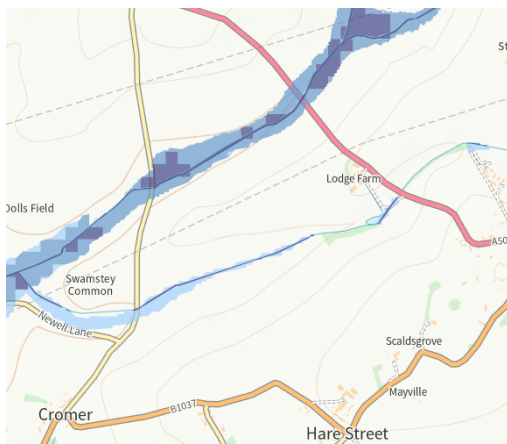 St
Lodge Farm
Dolls Field
A50
Swamstey
Common
Newell Lane
Scaldsgrove
Mayville
B1037
Cromer
Hare Street